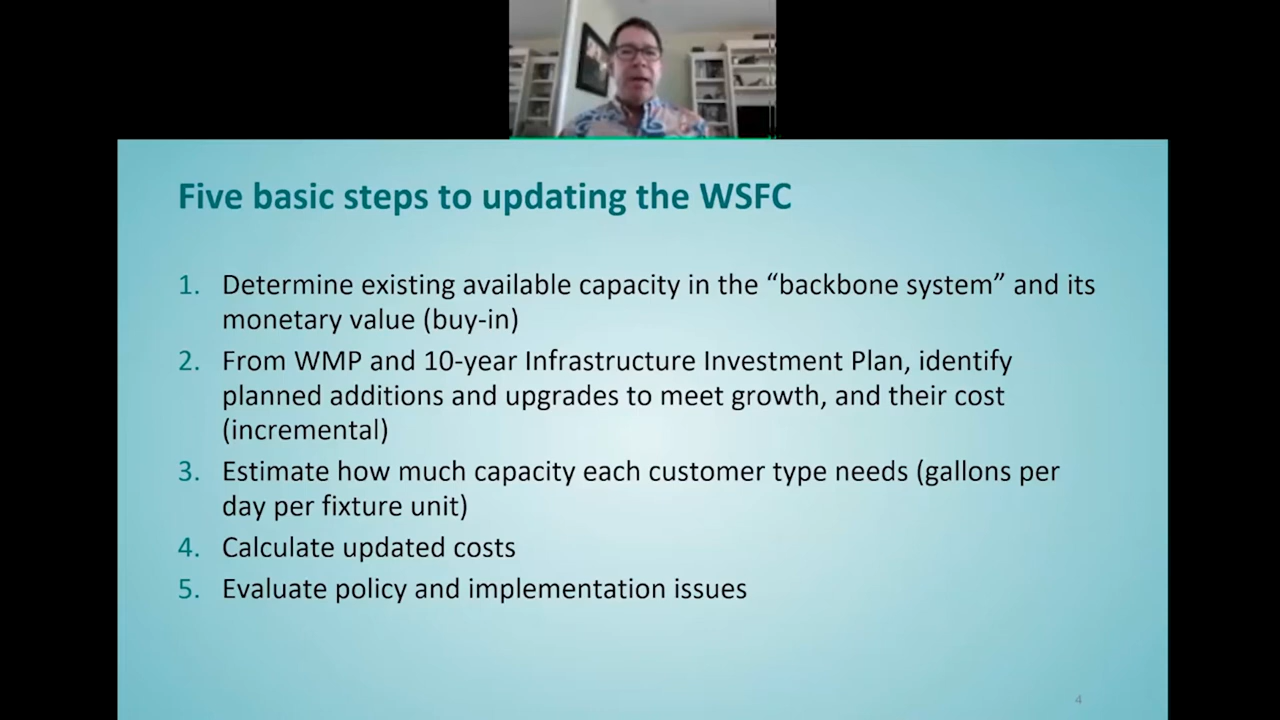 Five basic steps to updating the WSFC
1. Determine existing available capacity in the “backbone system” and its
monetary value (buy-in)
2. From WMP and 10-year Infrastructure Investment Plan, identify
planned additions and upgrades to meet growth, and their cost
(incremental)
3. Estimate how much capacity each customer type needs (gallons per
day per fixture unit)
4. Calculate updated costs
5. Evaluate policy and implementation issues
4